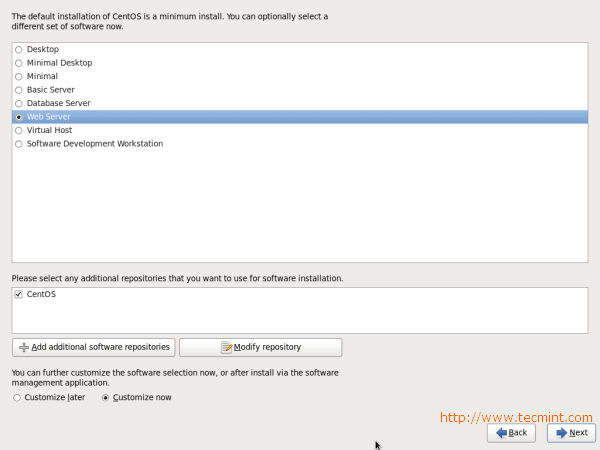 The default installation of CentOS is a minimum install. You can optionally select a
different set of software now.
Desktop
Minimal Desktop
Minimal
Basic Server
Database Server
Web Server
Virtual Host
Software Development Workstation
Please select any additional repositories that you want to use for software installation.
CentOS
Add additional software repositories
Modify repository
You can further customize the software selection now, or after install via the software
management application.
Customize later
Customize now
http://www.tecmint.com
Back
Next